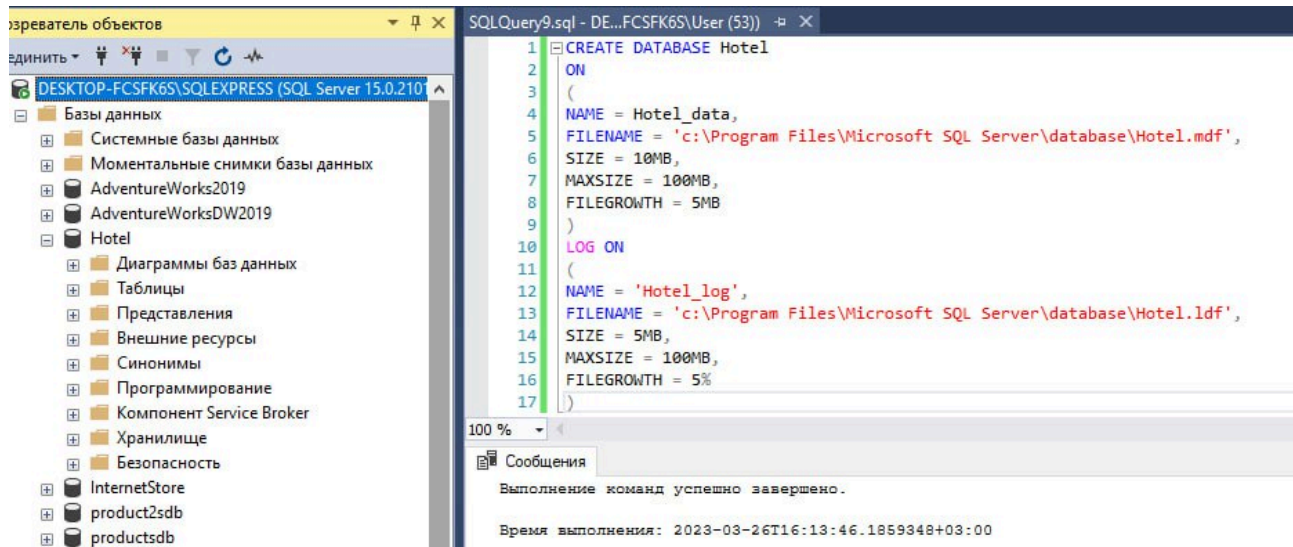 озреватель объектов
единить
DESKTOP-FCSFK6S\SQLEXPRESS (SQL Server 15.0.2101
Базы данных
Системные базы данных
Моментальные снимки базы данных
AdventureWorks2019
AdventureWorksDW2019
Hotel
Диаграммы баз данных
Таблицы
Представления
Внешние ресурсы
Синонимы
Программирование
Компонент Service Broker
Хранилище
Безопасность
InternetStore
product2sdb
productsdb
SQLQuery9.sql - DE...FCSFK6S\User (53))
1 CREATE DATABASE Hotel
2 ON
3 (
4 NAME = Hotel_data,
5 FILENAME = 'c:\Program Files\Microsoft SQL Server\database\Hotel.mdf',
6 SIZE = 10MB,
7 MAXSIZE = 100MB,
8 FILEGROWTH = 5MB
9 )
10 LOG ON
11 (
12 NAME = 'Hotel_log',
13 FILENAME = 'c:\Program Files\Microsoft SQL Server\database\Hotel.ldf',
14 SIZE = 5MB,
15 MAXSIZE = 100MB,
16 FILEGROWTH = 5%
17 )
100 %
Сообщения
Выполнение команд успешно завершено.
Время выполнения: 2023-03-26T16:13:46.1859348+03:00